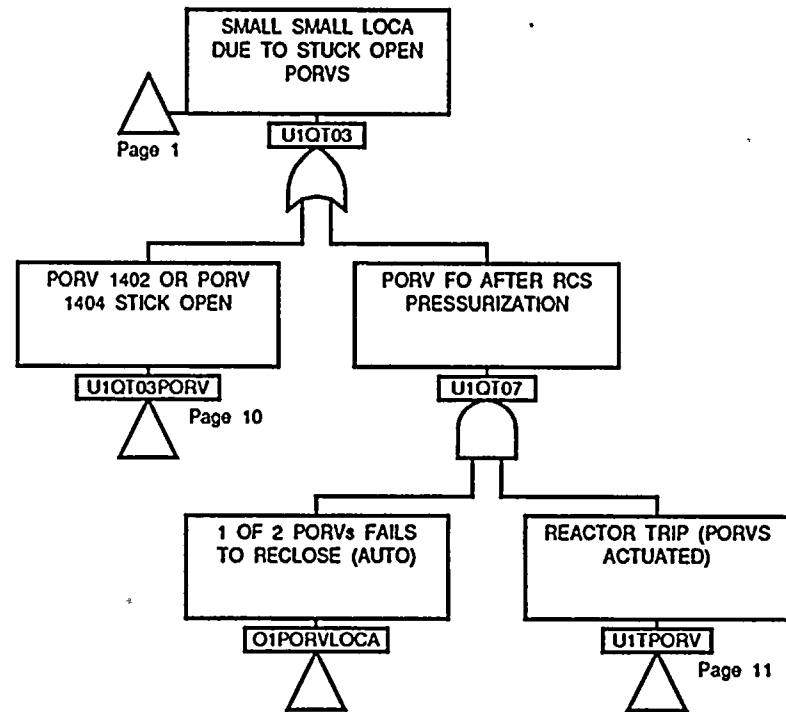 SMALL SMALL LOCA
DUE TO STUCK OPEN
PORVS
Page 1
U1QT03
PORV 1402 OR PORV
1404 STICK OPEN
PORV FO AFTER RCS
PRESSURIZATION
U1QT03PORV
Page 10
U1QT07
1 OF 2 PORVs FAILS
TO RECLOSE (AUTO)
REACTOR TRIP (PORVS
ACTUATED)
O1PORVLOCA
U1TPORV
Page 11